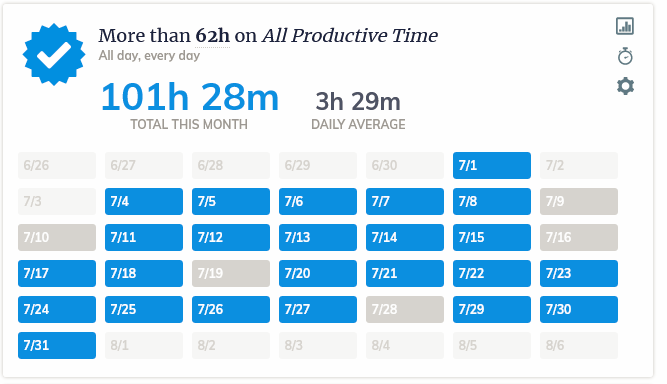 More than 62h on All Productive Time
All day, every day
101h 28m 3h 29m
TOTAL THIS MONTH DAILY AVERAGE
6/26 6/27 6/28 6/29 6/30 7/1 7/2
7/3 7/4 7/5 7/6 7/7 7/8 7/9
7/10 7/11 7/12 7/13 7/14 7/15 7/16
7/17 7/18 7/19 7/20 7/21 7/22 7/23
7/24 7/25 7/26 7/27 7/28 7/29 7/30
7/31 8/1 8/2 8/3 8/4 8/5 8/6